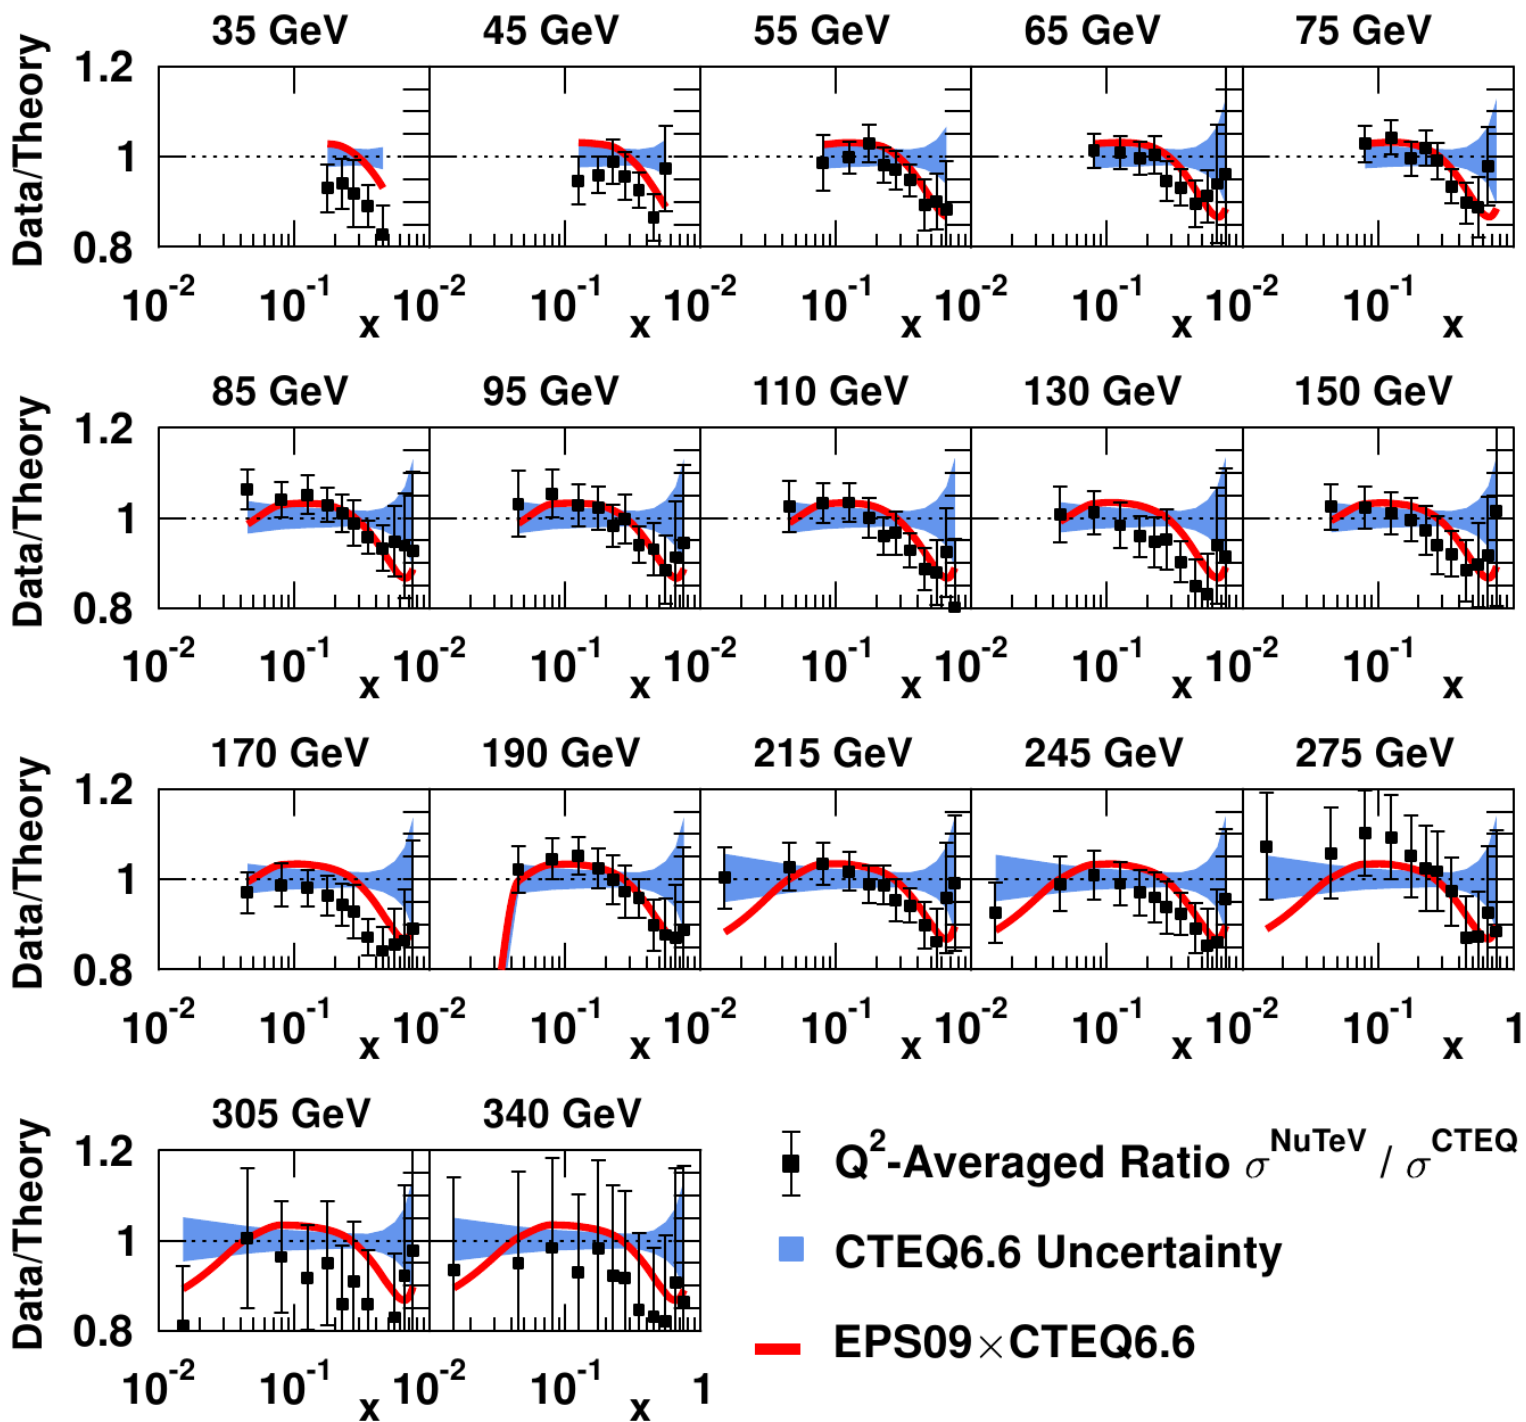 35 GeV 45 GeV 55 GeV 65 GeV 75 GeV
Data/Theory
1.2
1
0.8
10-2 10-1 10-2 10-1 10-2 10-1 10-2 10-1 10-2 10-1
x x x x x
85 GeV 95 GeV 110 GeV 130 GeV 150 GeV
Data/Theory
1.2
1
0.8
10-2 10-1 10-2 10-1 10-2 10-1 10-2 10-1 10-2 10-1
x x x x x
170 GeV 190 GeV 215 GeV 245 GeV 275 GeV
Data/Theory
1.2
1
0.8
10-2 10-1 10-2 10-1 10-2 10-1 10-2 10-1 10-2 10-1 1
x x x x x
305 GeV 340 GeV
Data/Theory
1.2
1
0.8
10-2 10-1 10-2 10-1 1
x x
Q2-Averaged Ratio σNuTeV / σCTEQ
CTEQ6.6 Uncertainty
EPS09×CTEQ6.6